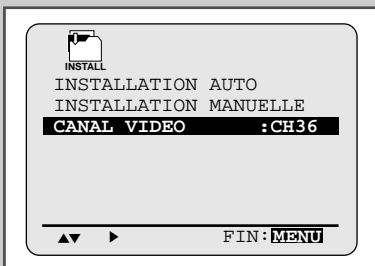 INSTALL
INSTALLATION AUTO
INSTALLATION MANUELLE
CANAL VIDEO :CH36
▲▼ ▶ FIN:MENU